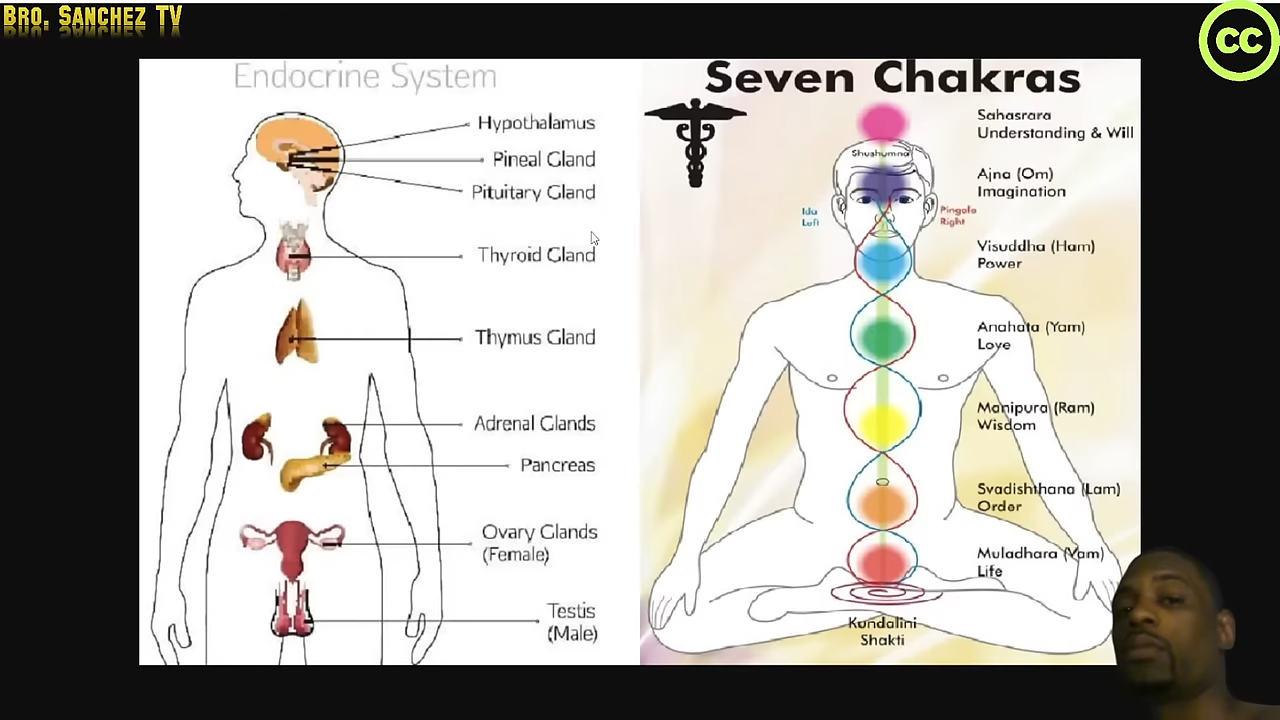 BRO. SANCHEZ TV
CC
Endocrine System
Hypothalamus
Pineal Gland
Pituitary Gland
Thyroid Gland
Thymus Gland
Adrenal Glands
Pancreas
Ovary Glands
(Female)
Testis
(Male)
Seven Chakras
Sahasrara
Understanding & Will
Shushumna
Ajna (Om)
Imagination
Ida
Left
Pingala
Right
Visuddha (Ham)
Power
Anahata (Yam)
Love
Manipura (Ram)
Wisdom
Svadishthana (Lam)
Order
Muladhara (Vam)
Life
Kundalini
Shakti